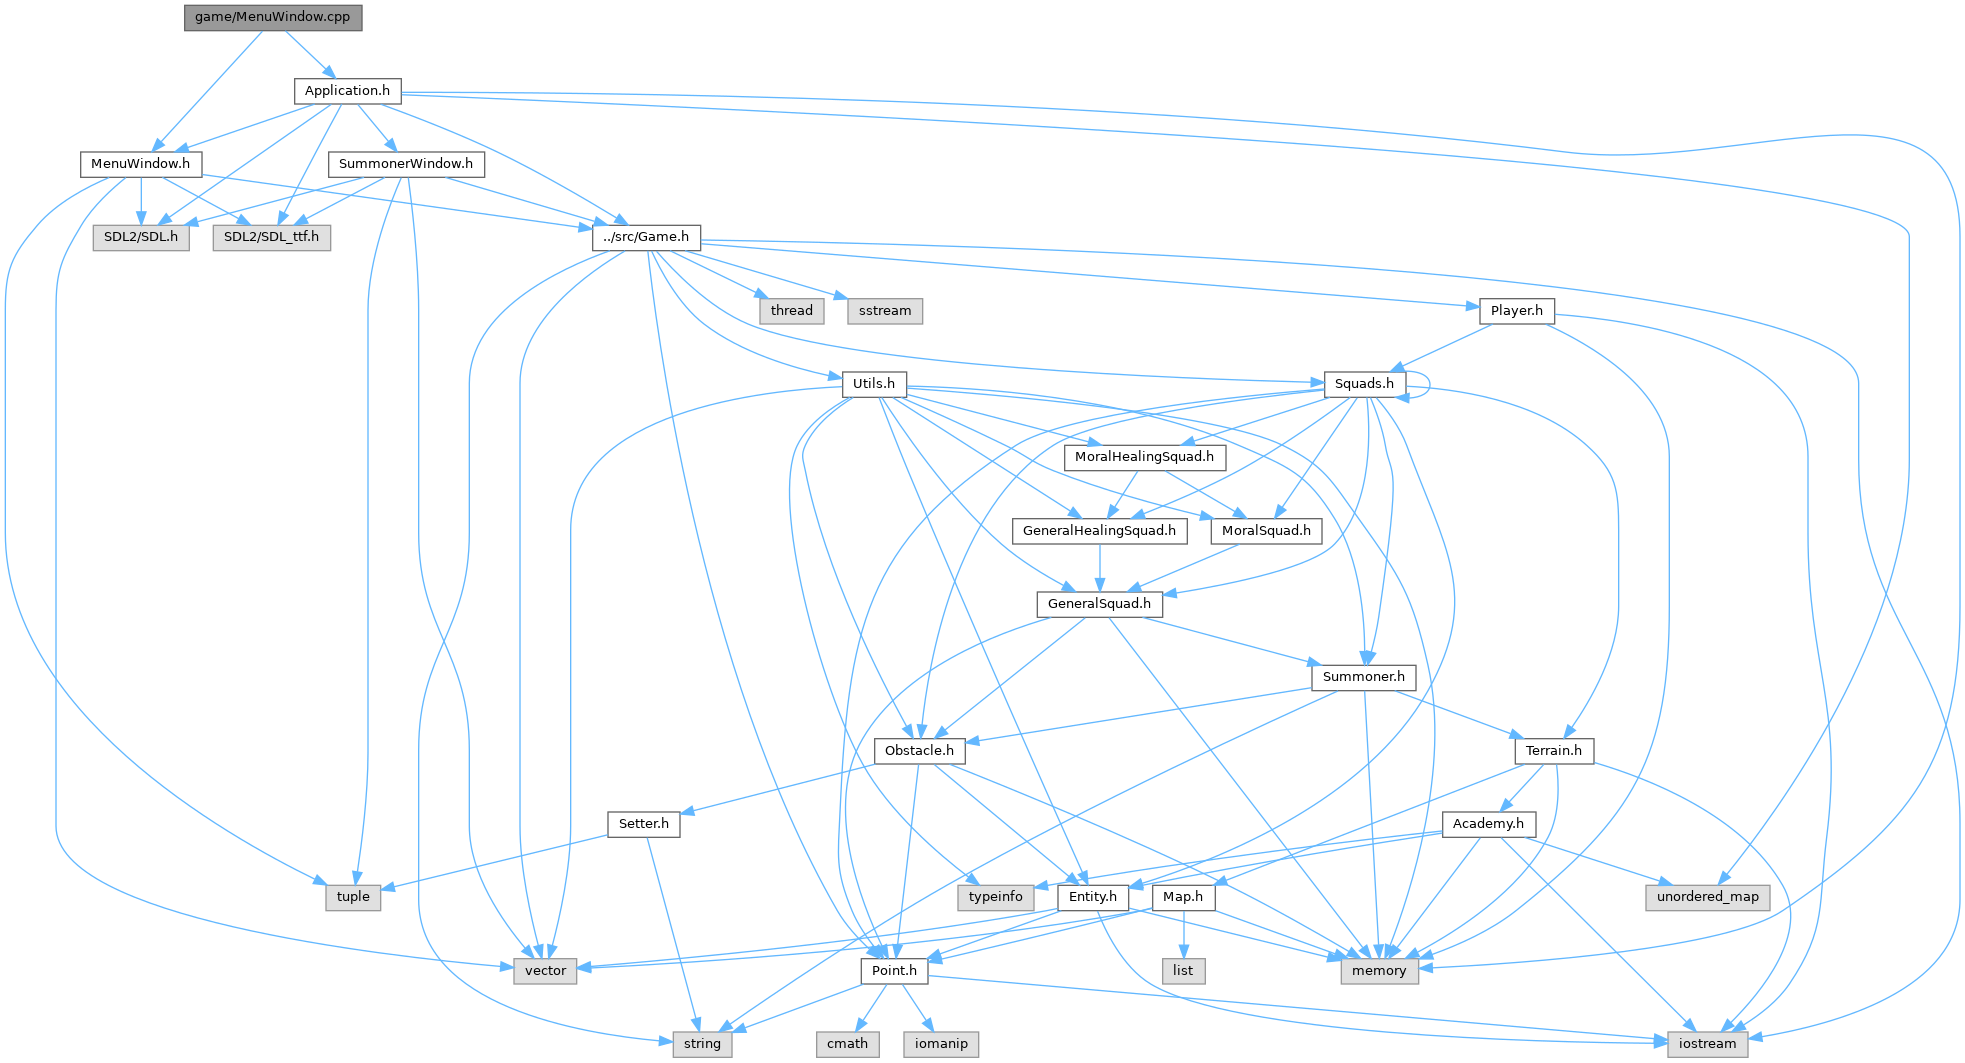 game/MenuWindow.cpp
Application.h
MenuWindow.h
SummonerWindow.h
SDL2/SDL.h
SDL2/SDL_ttf.h
../src/Game.h
thread
sstream
Player.h
Utils.h
Squads.h
MoralHealingSquad.h
GeneralHealingSquad.h
MoralSquad.h
GeneralSquad.h
Summoner.h
Obstacle.h
Terrain.h
Setter.h
Academy.h
tuple
typeinfo
Entity.h
Map.h
unordered_map
vector
Point.h
list
memory
string
cmath
iomanip
iostream